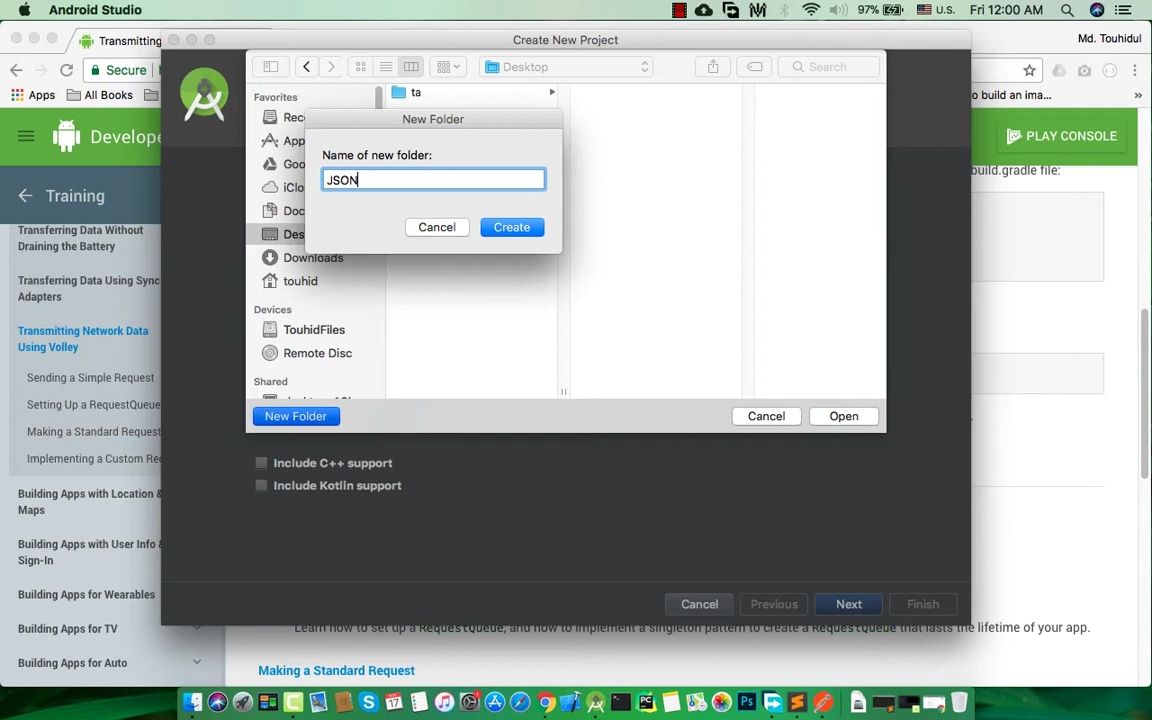 Android Studio
97%
U.S.
Fri 12:00 AM
Transmitting
Create New Project
Md. Touhidul
Secure
Desktop
Search
Apps
All Books
to build an ima...
»
Favorites
ta
New Folder
Develope
PLAY CONSOLE
Name of new folder:
build.gradle file:
JSON
Training
Cancel
Create
Transferring Data Without
Draining the Battery
Downloads
touhid
Transferring Data Using Sync
Adapters
Devices
TouhidFiles
Transmitting Network Data
Using Volley
Remote Disc
Sending a Simple Request
Shared
Setting Up a RequestQueue
New Folder
Cancel
Open
Making a Standard Request
Implementing a Custom Req
Include C++ support
Include Kotlin support
Building Apps with Location &
Maps
Building Apps with User Info &
Sign-In
Building Apps for Wearables
Cancel
Previous
Next
Finish
Building Apps for TV
Learn how to set up a RequestQueue, and how to implement a singleton pattern to create a RequestQueue that lasts the lifetime of your app.
Building Apps for Auto
Making a Standard Request